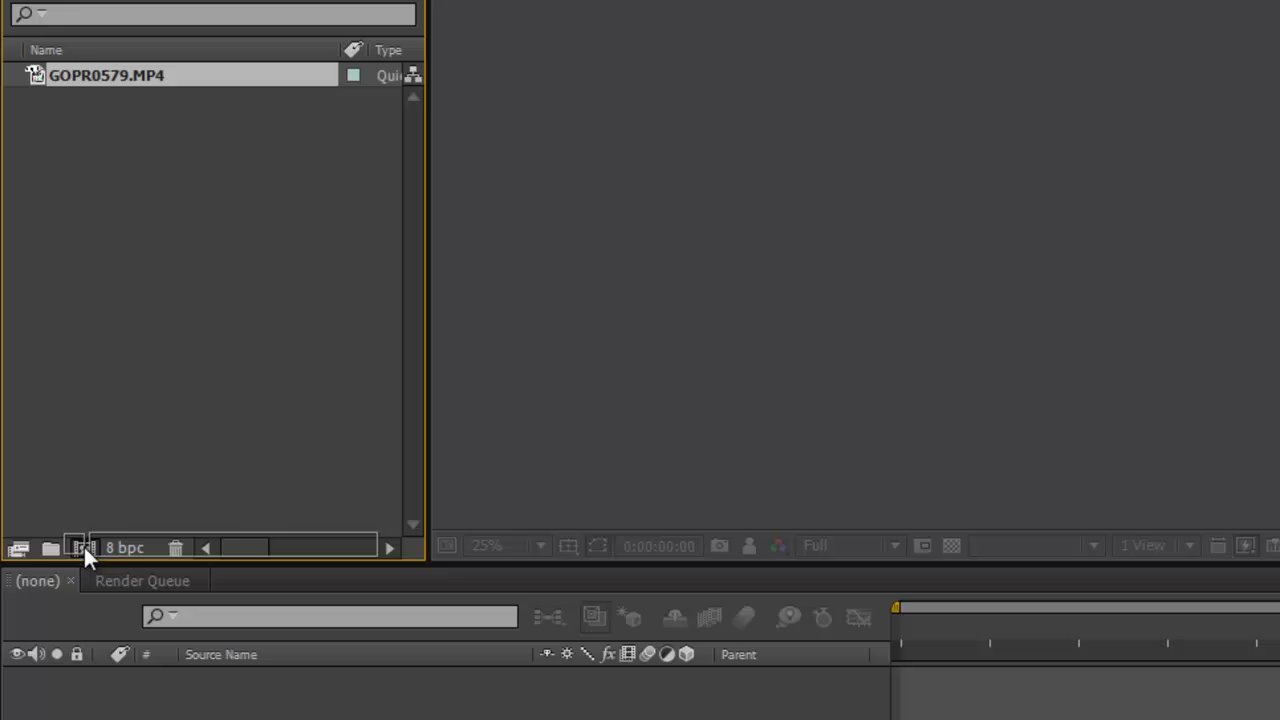 Name Type
GOPR0579.MP4 Qui
8 bpc
25% 0:00:00:00 Full 1 View
(none) × Render Queue
# Source Name fx Parent